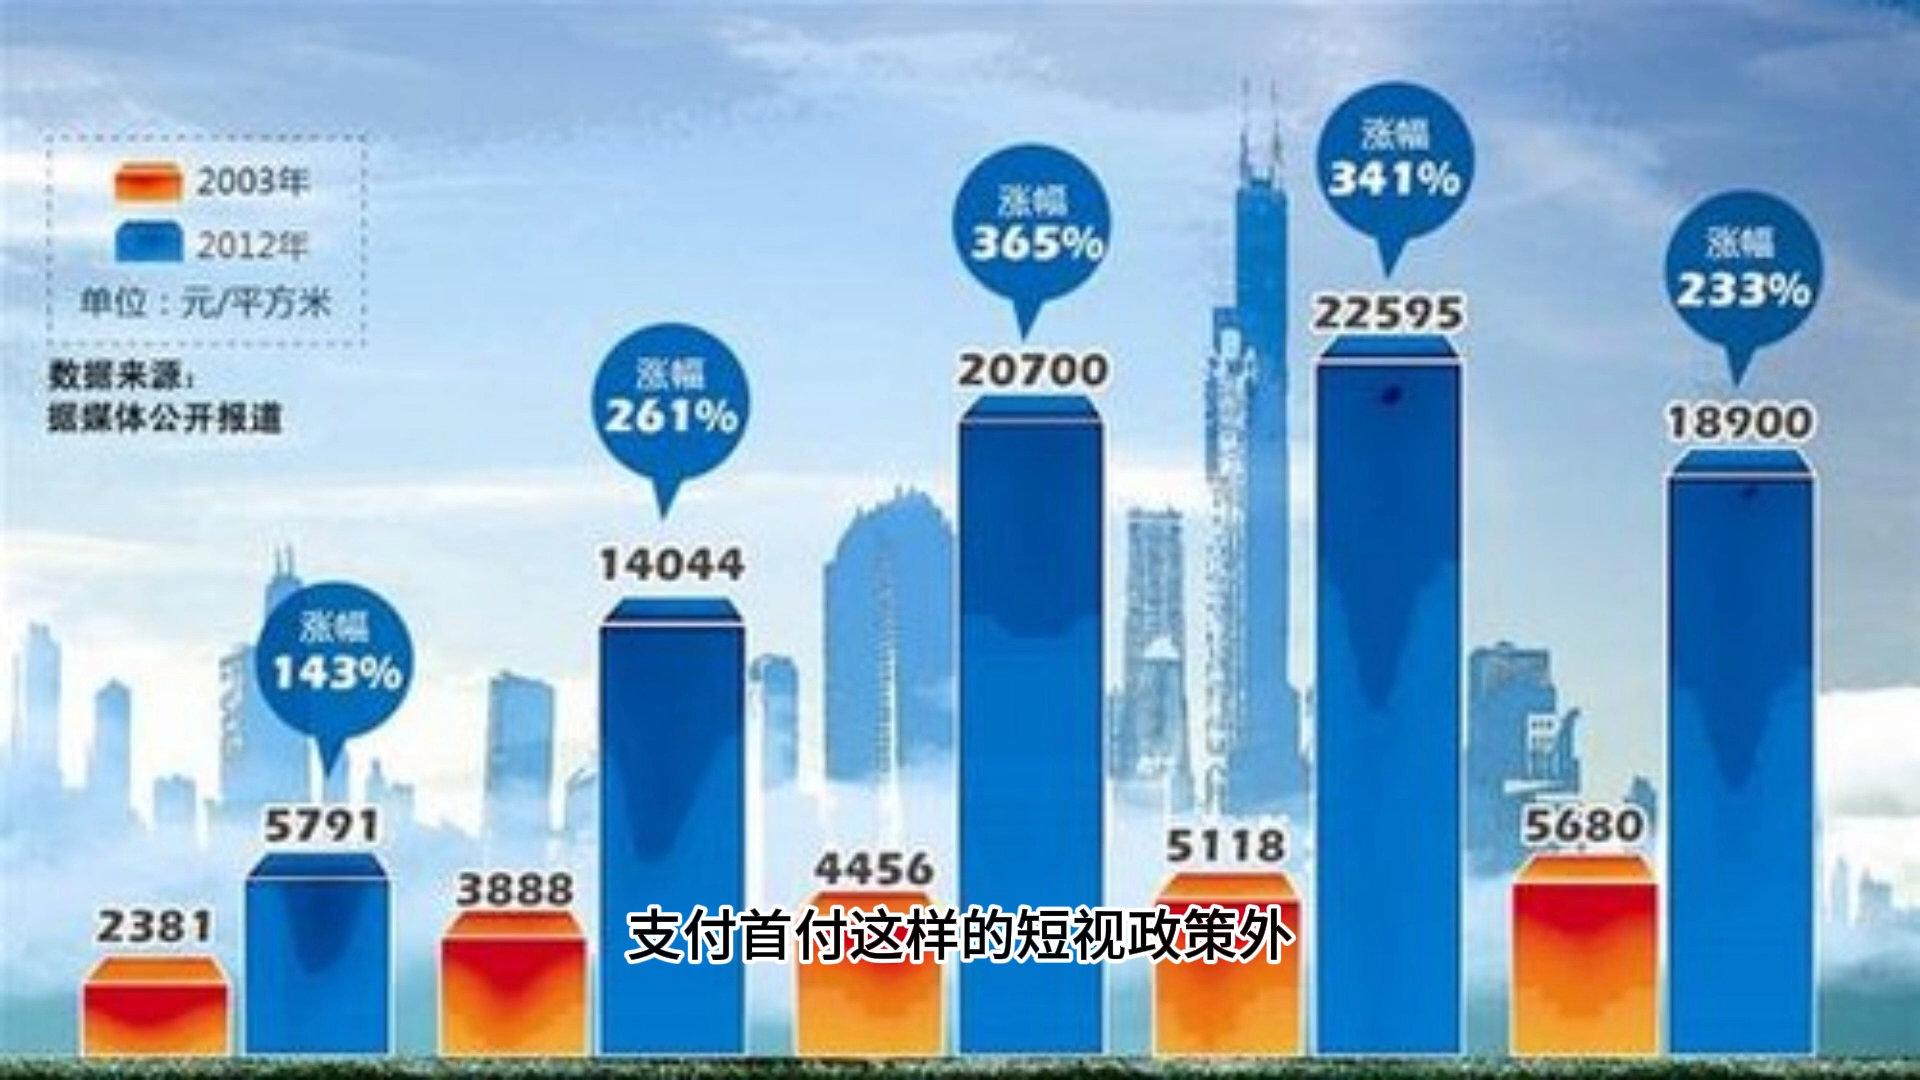 2003年
2012年
单位：元/平方米
数据来源：
据媒体公开报道
涨幅
143%
涨幅
261%
涨幅
365%
涨幅
341%
涨幅
233%
2381
5791
3888
14044
4456
20700
5118
22595
5680
18900
支付首付这样的短视政策外